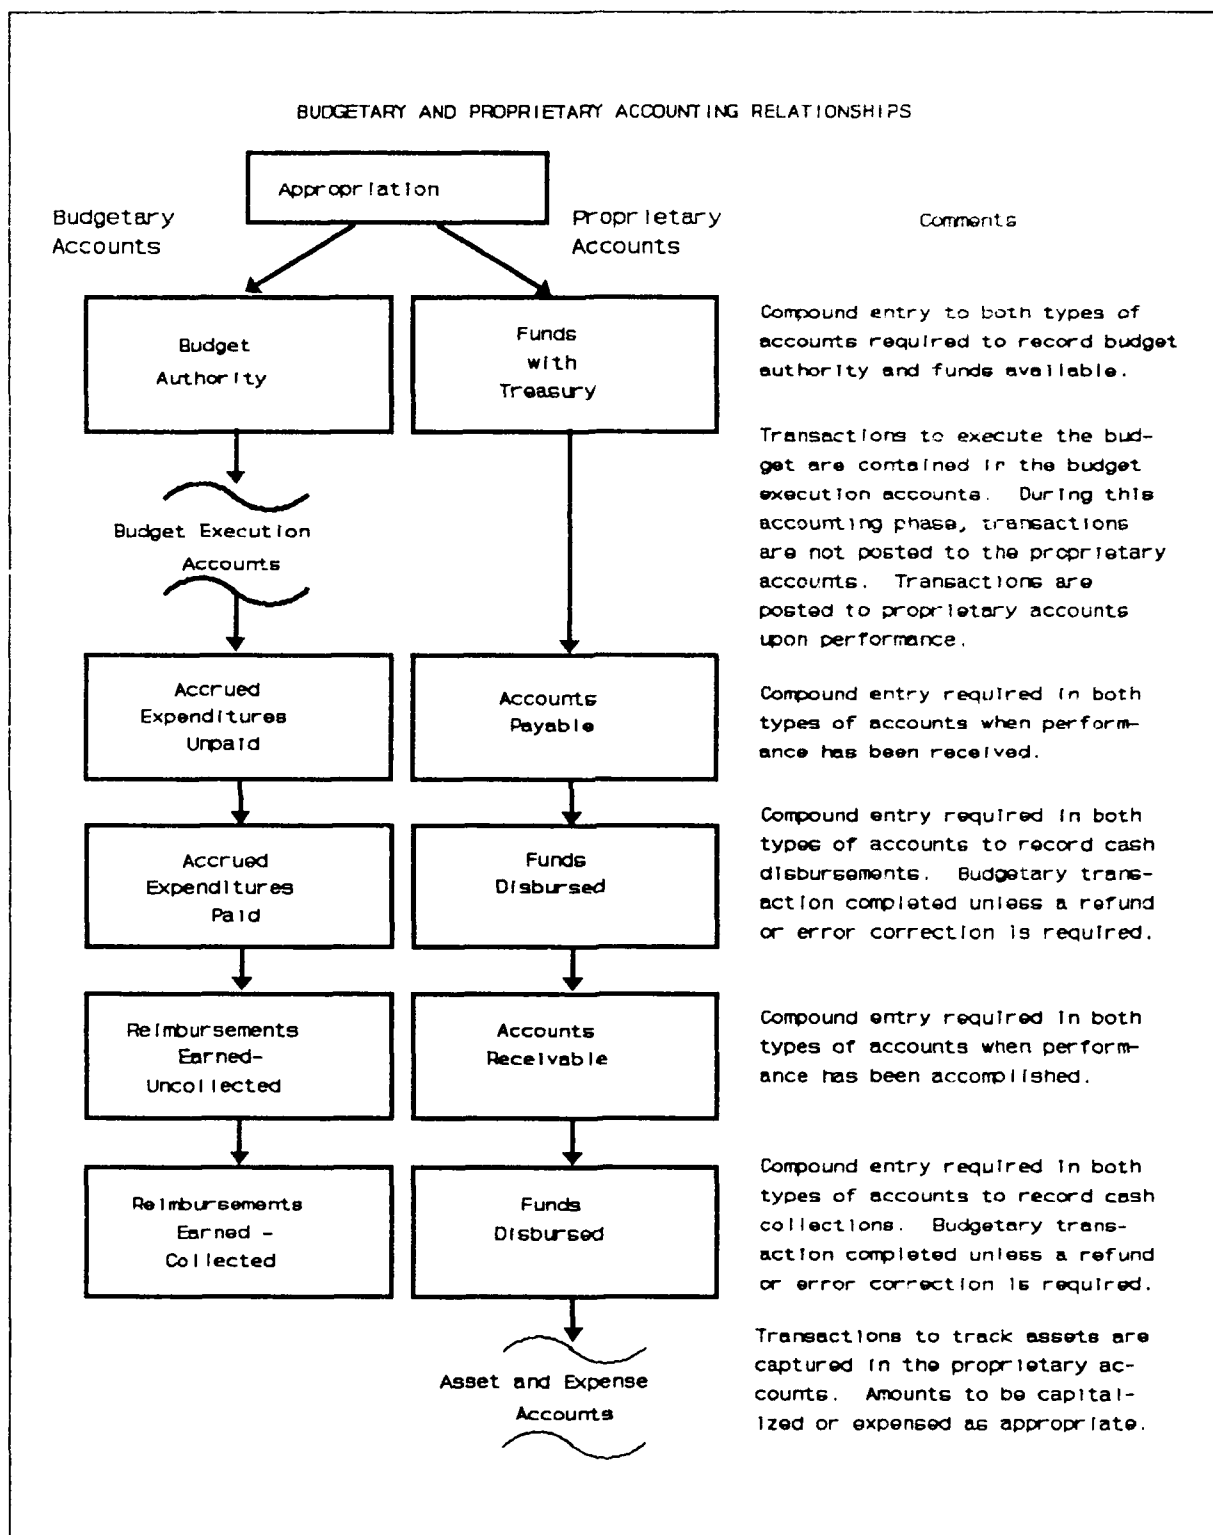 BUDGETARY AND PROPRIETARY ACCOUNTING RELATIONSHIPS
Appropriation
Budgetary
Accounts
Proprietary
Accounts
Comments
Budget
Authority
Funds
with
Treasury
Compound entry to both types of
accounts required to record budget
authority and funds available.
Budget Execution
Accounts
Transactions to execute the bud-
get are contained in the budget
execution accounts. During this
accounting phase, transactions
are not posted to the proprietary
accounts. Transactions are
posted to proprietary accounts
upon performance.
Accrued
Expenditures
Unpaid
Accounts
Payable
Compound entry required in both
types of accounts when perform-
ance has been received.
Accrued
Expenditures
Paid
Funds
Disbursed
Compound entry required in both
types of accounts to record cash
disbursements. Budgetary trans-
action completed unless a refund
or error correction is required.
Reimbursements
Earned-
Uncollected
Accounts
Receivable
Compound entry required in both
types of accounts when perform-
ance has been accomplished.
Reimbursements
Earned -
Collected
Funds
Disbursed
Compound entry required in both
types of accounts to record cash
collections. Budgetary trans-
action completed unless a refund
or error correction is required.
Asset and Expense
Accounts
Transactions to track assets are
captured in the proprietary ac-
counts. Amounts to be capital-
ized or expensed as appropriate.